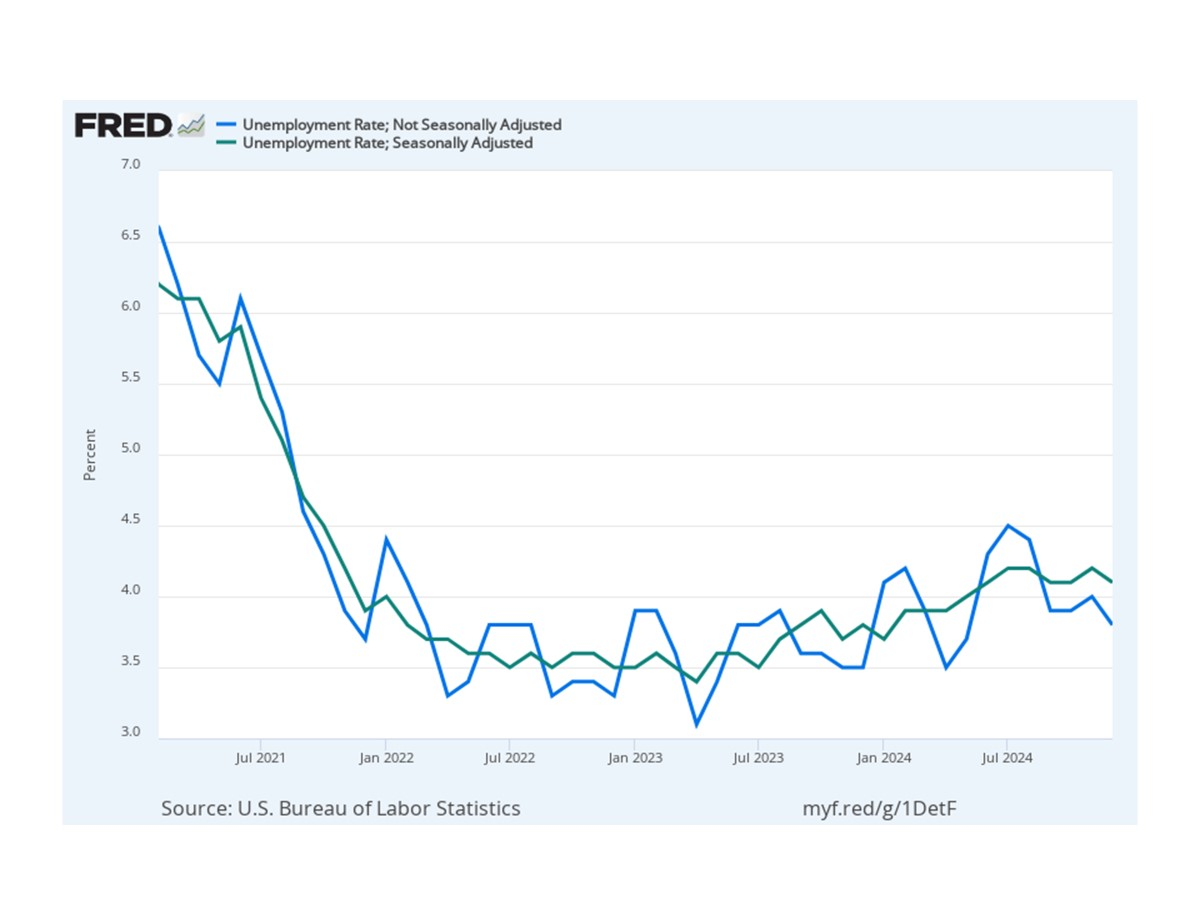 FRED
Unemployment Rate; Not Seasonally Adjusted
Unemployment Rate; Seasonally Adjusted
7.0
6.5
6.0
5.5
5.0
4.5
4.0
3.5
3.0
Percent
Jul 2021 Jan 2022 Jul 2022 Jan 2023 Jul 2023 Jan 2024 Jul 2024
Source: U.S. Bureau of Labor Statistics myf.red/g/1DetF